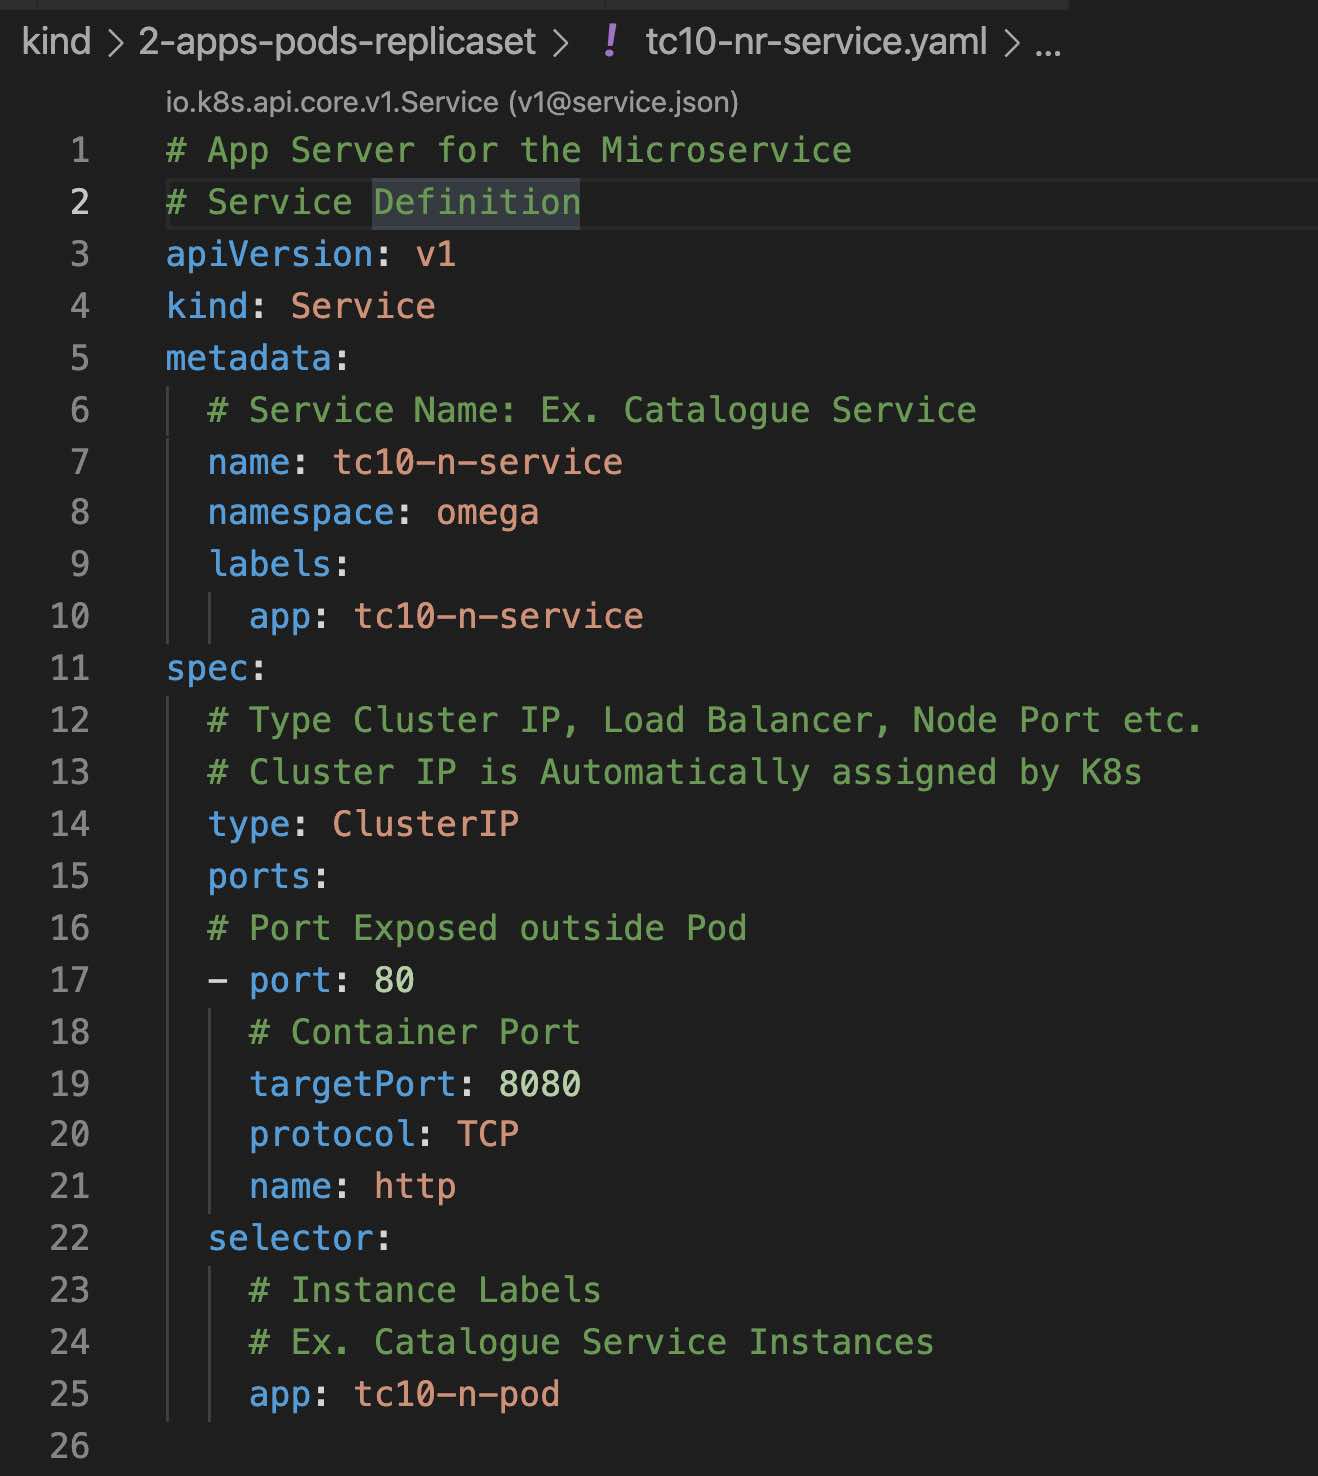 kind > 2-apps-pods-replicaset > ! tc10-nr-service.yaml > ...
io.k8s.api.core.v1.Service (v1@service.json)
1 # App Server for the Microservice
2 # Service Definition
3 apiVersion: v1
4 kind: Service
5 metadata:
6   # Service Name: Ex. Catalogue Service
7   name: tc10-n-service
8   namespace: omega
9   labels:
10     app: tc10-n-service
11 spec:
12   # Type Cluster IP, Load Balancer, Node Port etc.
13   # Cluster IP is Automatically assigned by K8s
14   type: ClusterIP
15   ports:
16   # Port Exposed outside Pod
17   - port: 80
18     # Container Port
19     targetPort: 8080
20     protocol: TCP
21     name: http
22   selector:
23     # Instance Labels
24     # Ex. Catalogue Service Instances
25     app: tc10-n-pod
26